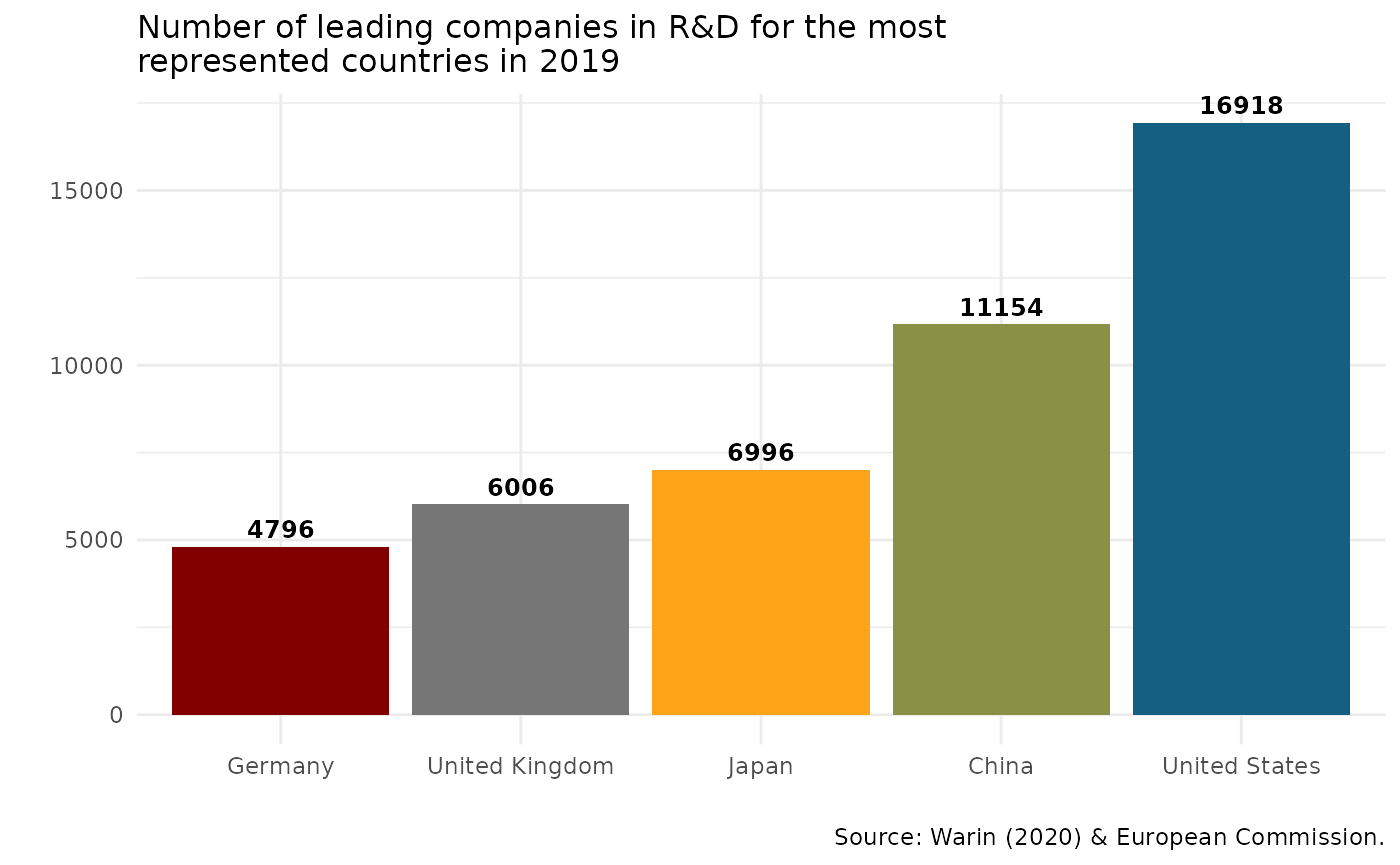 Number of leading companies in R&D for the most
represented countries in 2019
16918
15000
11154
10000
6996
6006
4796
5000
0
Germany
United Kingdom
Japan
China
United States
Source: Warin (2020) & European Commission.